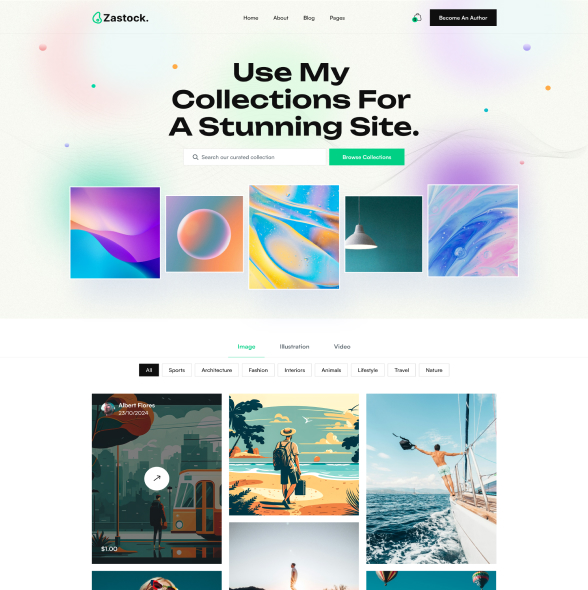 Zastock.
Home
About
Blog
Pages
Become An Author
Use My
Collections For
A Stunning Site.
Search our curated collection
Browse Collections
Image
Illustration
Video
All
Sports
Architecture
Fashion
Interiors
Animals
Lifestyle
Travel
Nature
Albert Flores
23/10/2024
$1.00